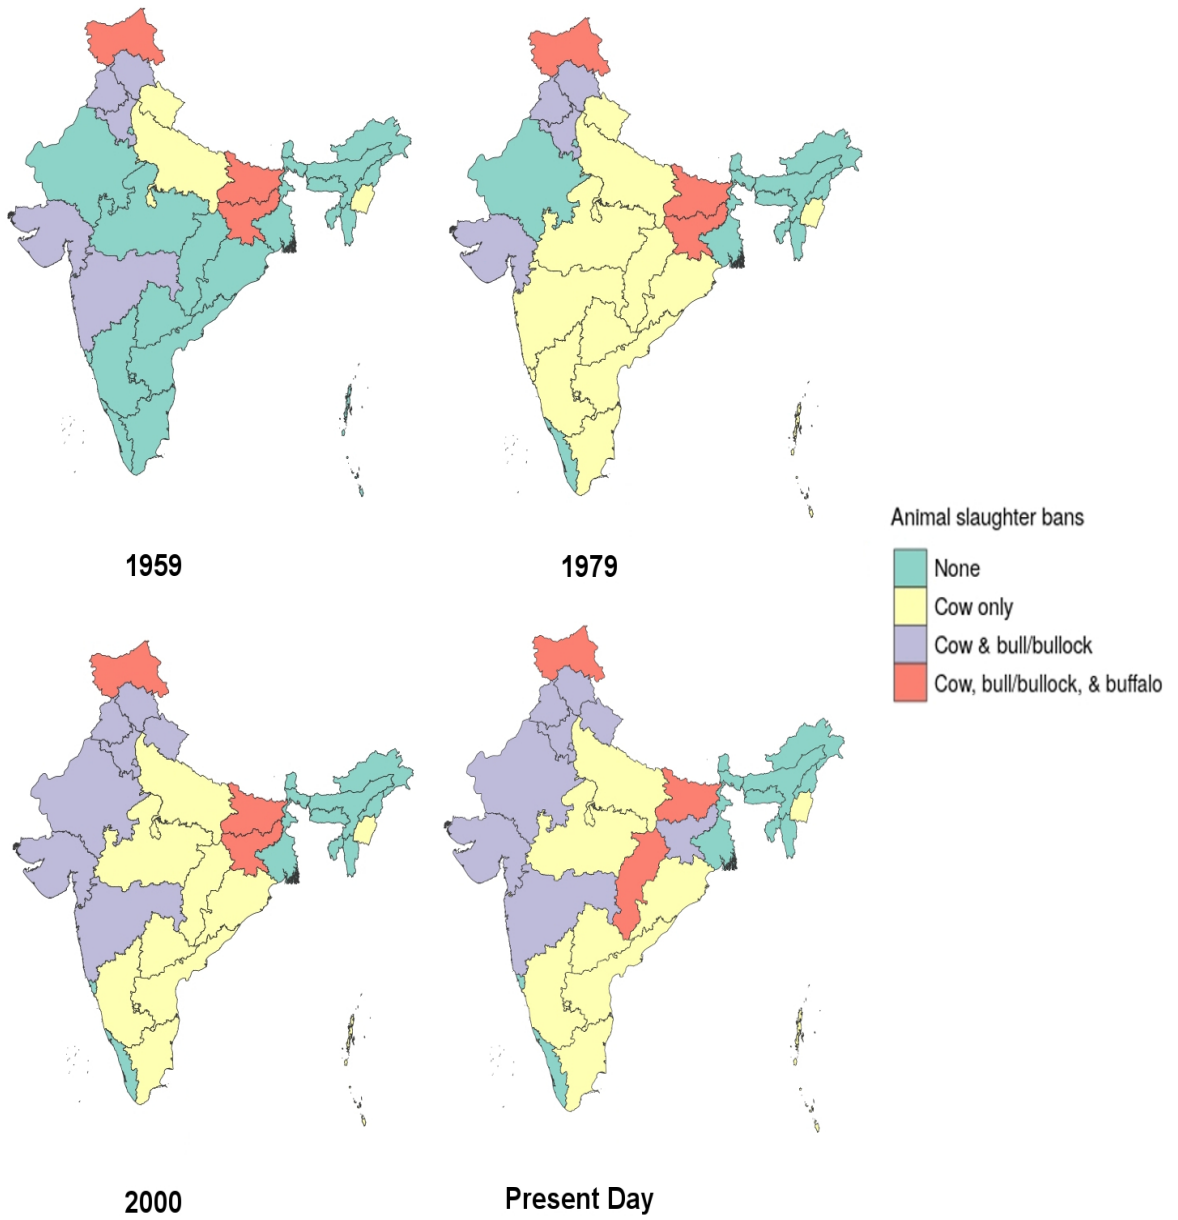 1959
1979
Animal slaughter bans
None
Cow only
Cow & bull/bullock
Cow, bull/bullock, & buffalo
2000
Present Day